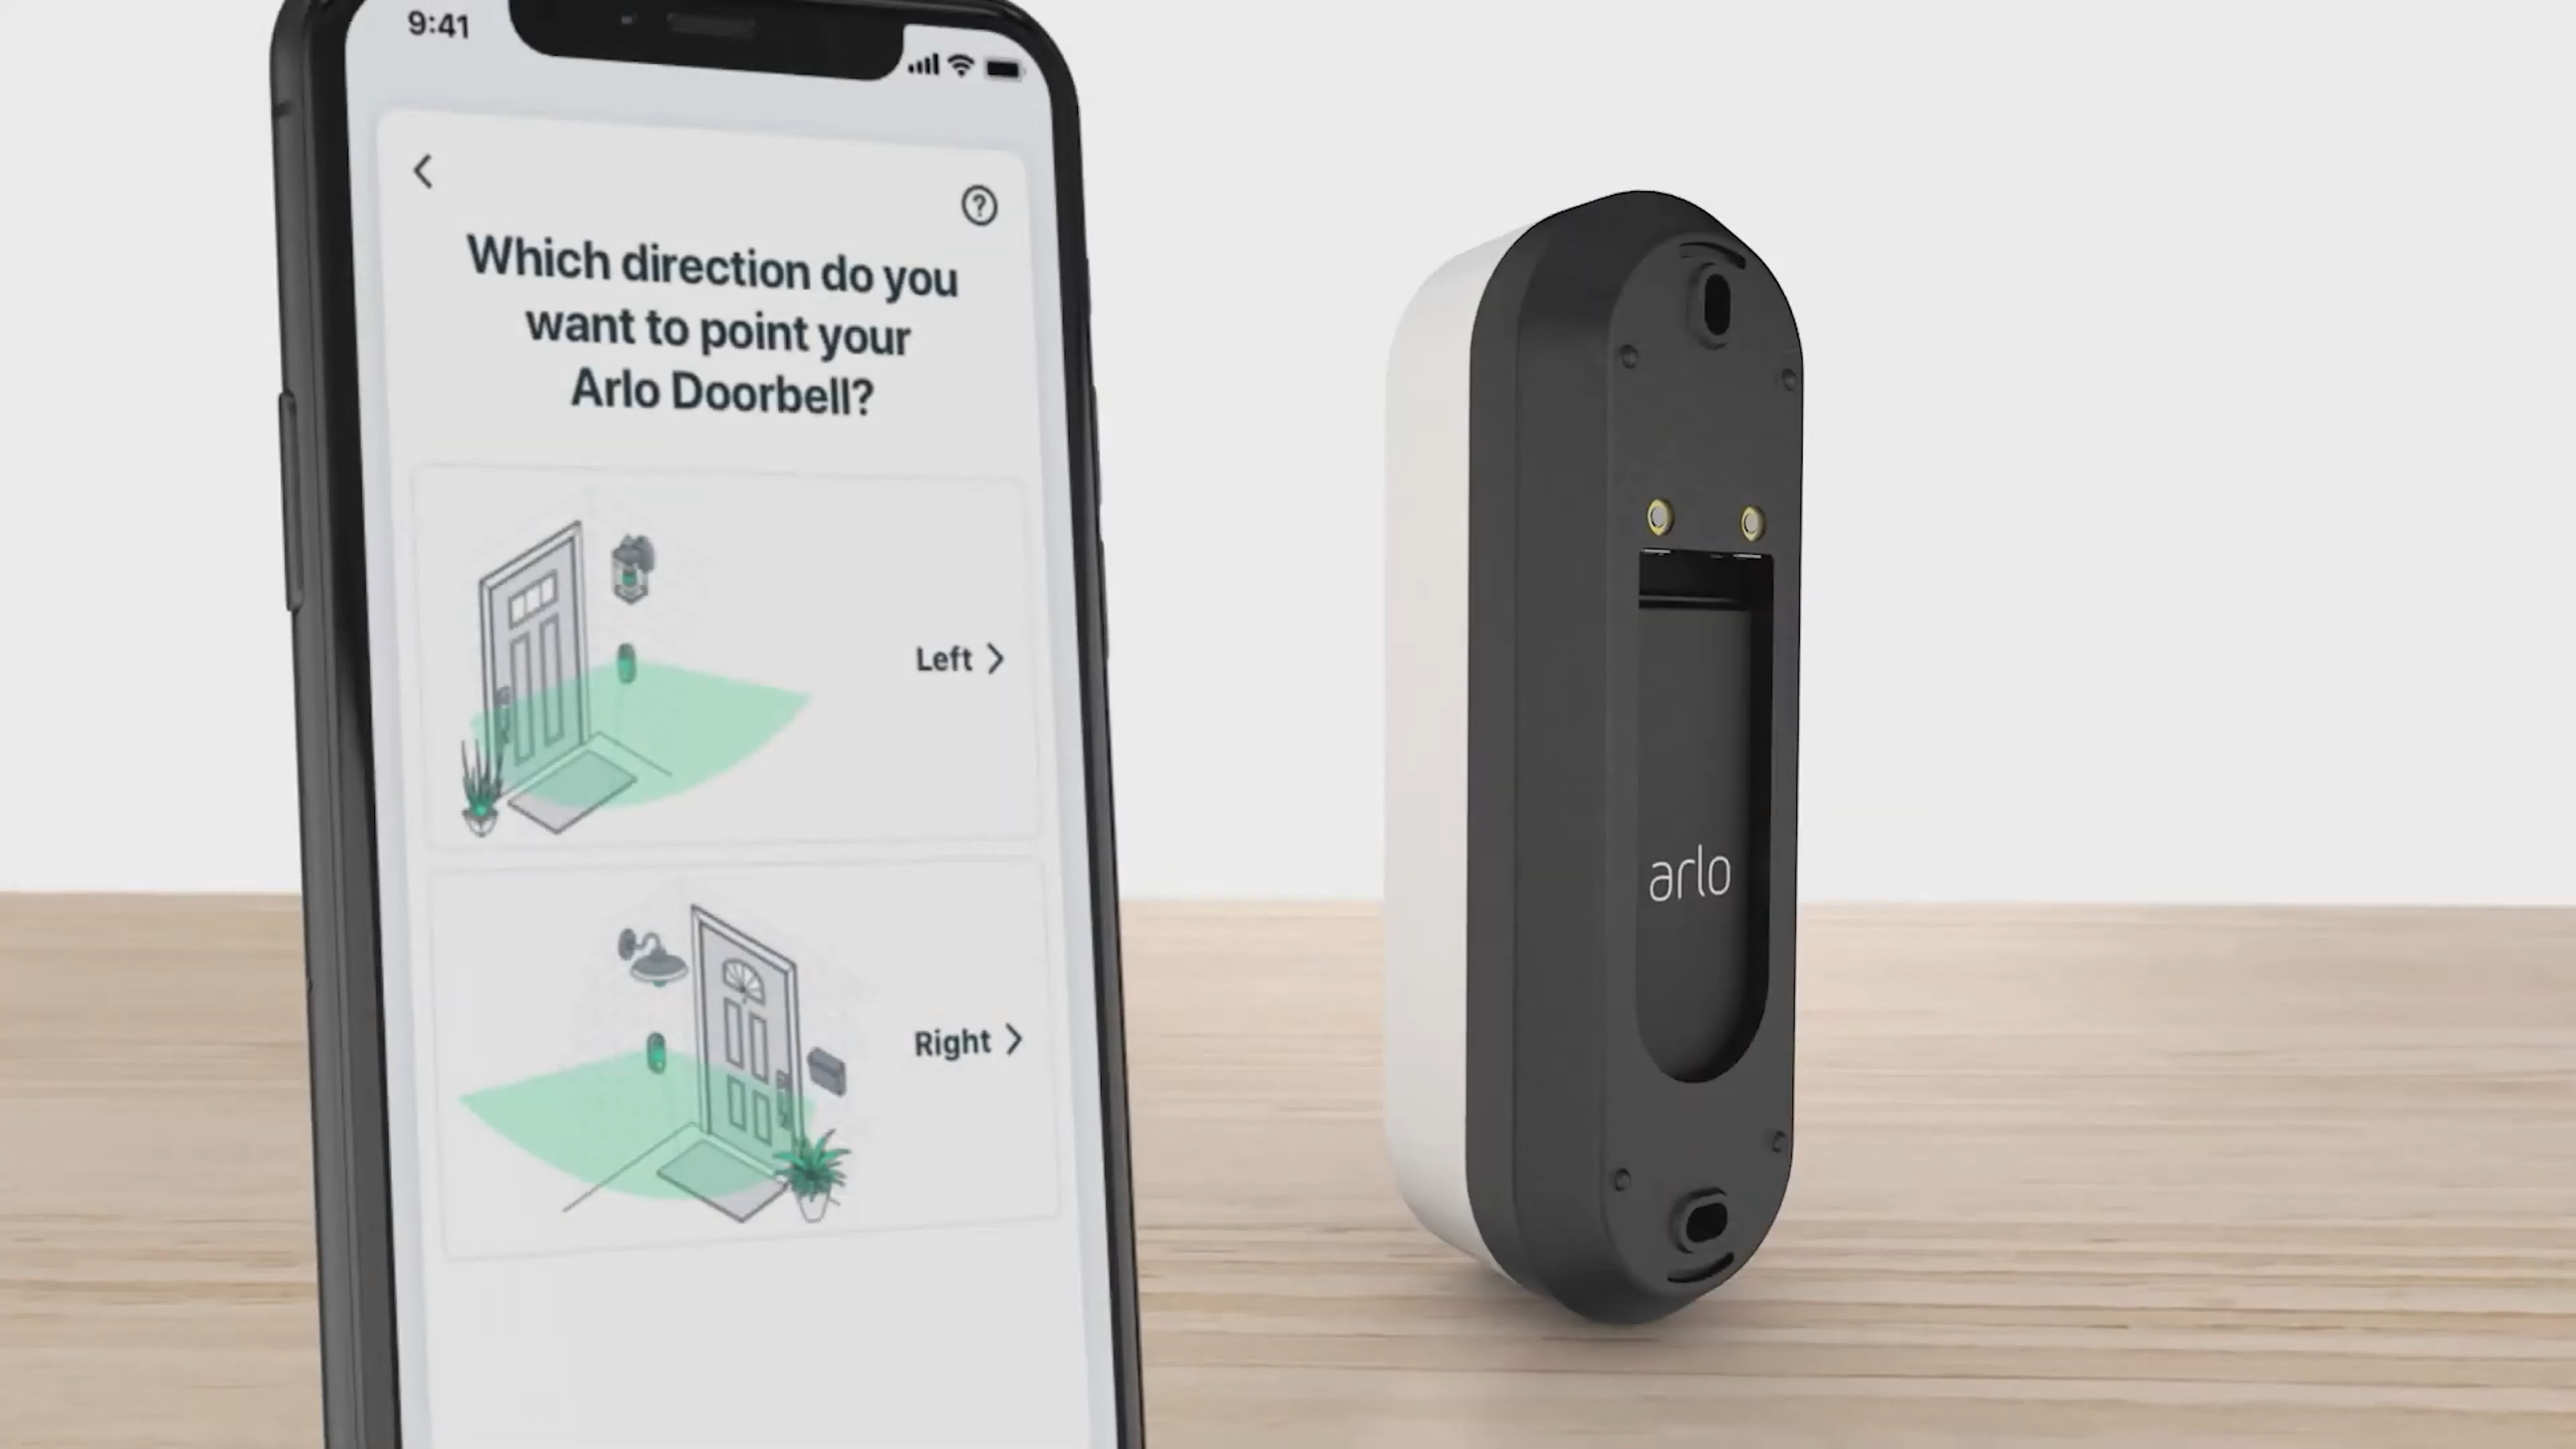 9:41
Which direction do you
want to point your
Arlo Doorbell?
Left
Right
arlo